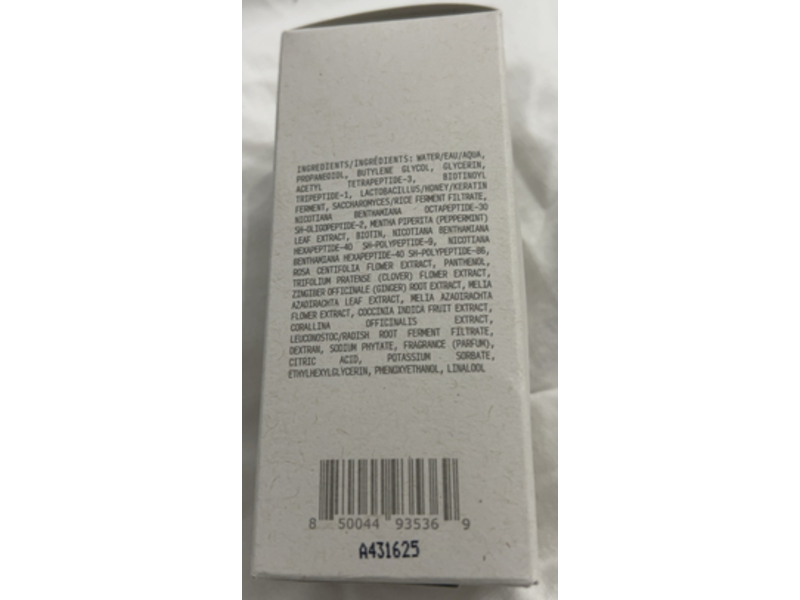 INGREDIENTS/INGRÉDIENTS: WATER/EAU/AQUA,
PROPANEDIOL, BUTYLENE GLYCOL, GLYCERIN,
ACETYL TETRAPEPTIDE-3, BIOTINOYL
TRIPEPTIDE-1, LACTOBACILLUS/HONEY/KERATIN
FERMENT, SACCHAROMYCES/RICE FERMENT FILTRATE,
NICOTIANA BENTHAMIANA OCTAPEPTIDE-30
SH-OLIGOPEPTIDE-2, MENTHA PIPERITA (PEPPERMINT)
LEAF EXTRACT, BIOTIN, NICOTIANA BENTHAMIANA
HEXAPEPTIDE-40 SH-POLYPEPTIDE-9, NICOTIANA
BENTHAMIANA HEXAPEPTIDE-40 SH-POLYPEPTIDE-86,
ROSA CENTIFOLIA FLOWER EXTRACT, PANTHENOL,
TRIFOLIUM PRATENSE (CLOVER) FLOWER EXTRACT,
ZINGIBER OFFICINALE (GINGER) ROOT EXTRACT, MELIA
AZADIRACHTA LEAF EXTRACT, MELIA AZADIRACHTA
FLOWER EXTRACT, COCCINIA INDICA FRUIT EXTRACT,
CORALLINA OFFICINALIS EXTRACT,
LEUCONOSTOC/RADISH ROOT FERMENT FILTRATE,
DEXTRAN, SODIUM PHYTATE, FRAGRANCE (PARFUM),
CITRIC ACID, POTASSIUM SORBATE,
ETHYLHEXYLGLYCERIN, PHENOXYETHANOL, LINALOOL
8 50044 93536 9
A431625